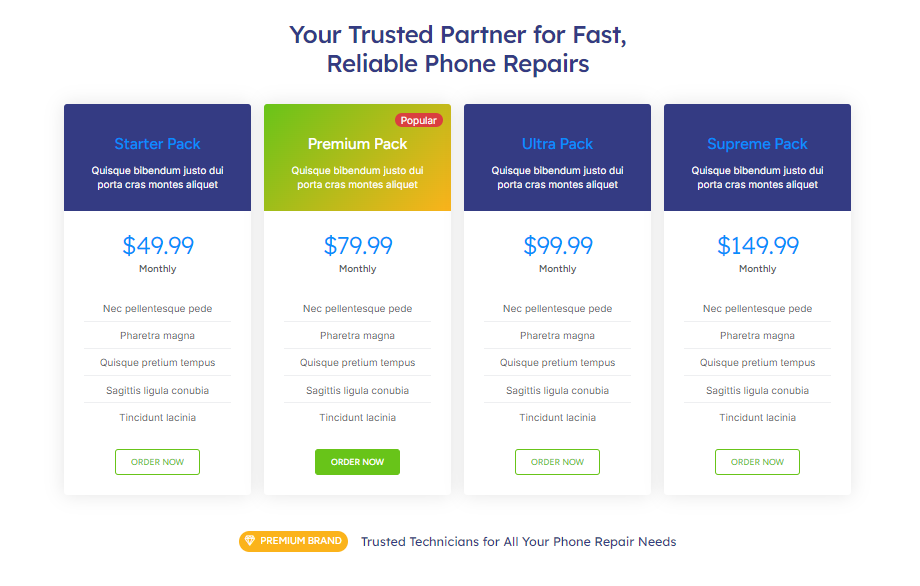 Your Trusted Partner for Fast,
Reliable Phone Repairs
Starter Pack
Quisque bibendum justo dui
porta cras montes aliquet
$49.99
Monthly
Nec pellentesque pede
Pharetra magna
Quisque pretium tempus
Sagittis ligula conubia
Tincidunt lacinia
ORDER NOW
Popular
Premium Pack
Quisque bibendum justo dui
porta cras montes aliquet
$79.99
Monthly
Nec pellentesque pede
Pharetra magna
Quisque pretium tempus
Sagittis ligula conubia
Tincidunt lacinia
ORDER NOW
Ultra Pack
Quisque bibendum justo dui
porta cras montes aliquet
$99.99
Monthly
Nec pellentesque pede
Pharetra magna
Quisque pretium tempus
Sagittis ligula conubia
Tincidunt lacinia
ORDER NOW
Supreme Pack
Quisque bibendum justo dui
porta cras montes aliquet
$149.99
Monthly
Nec pellentesque pede
Pharetra magna
Quisque pretium tempus
Sagittis ligula conubia
Tincidunt lacinia
ORDER NOW
PREMIUM BRAND
Trusted Technicians for All Your Phone Repair Needs